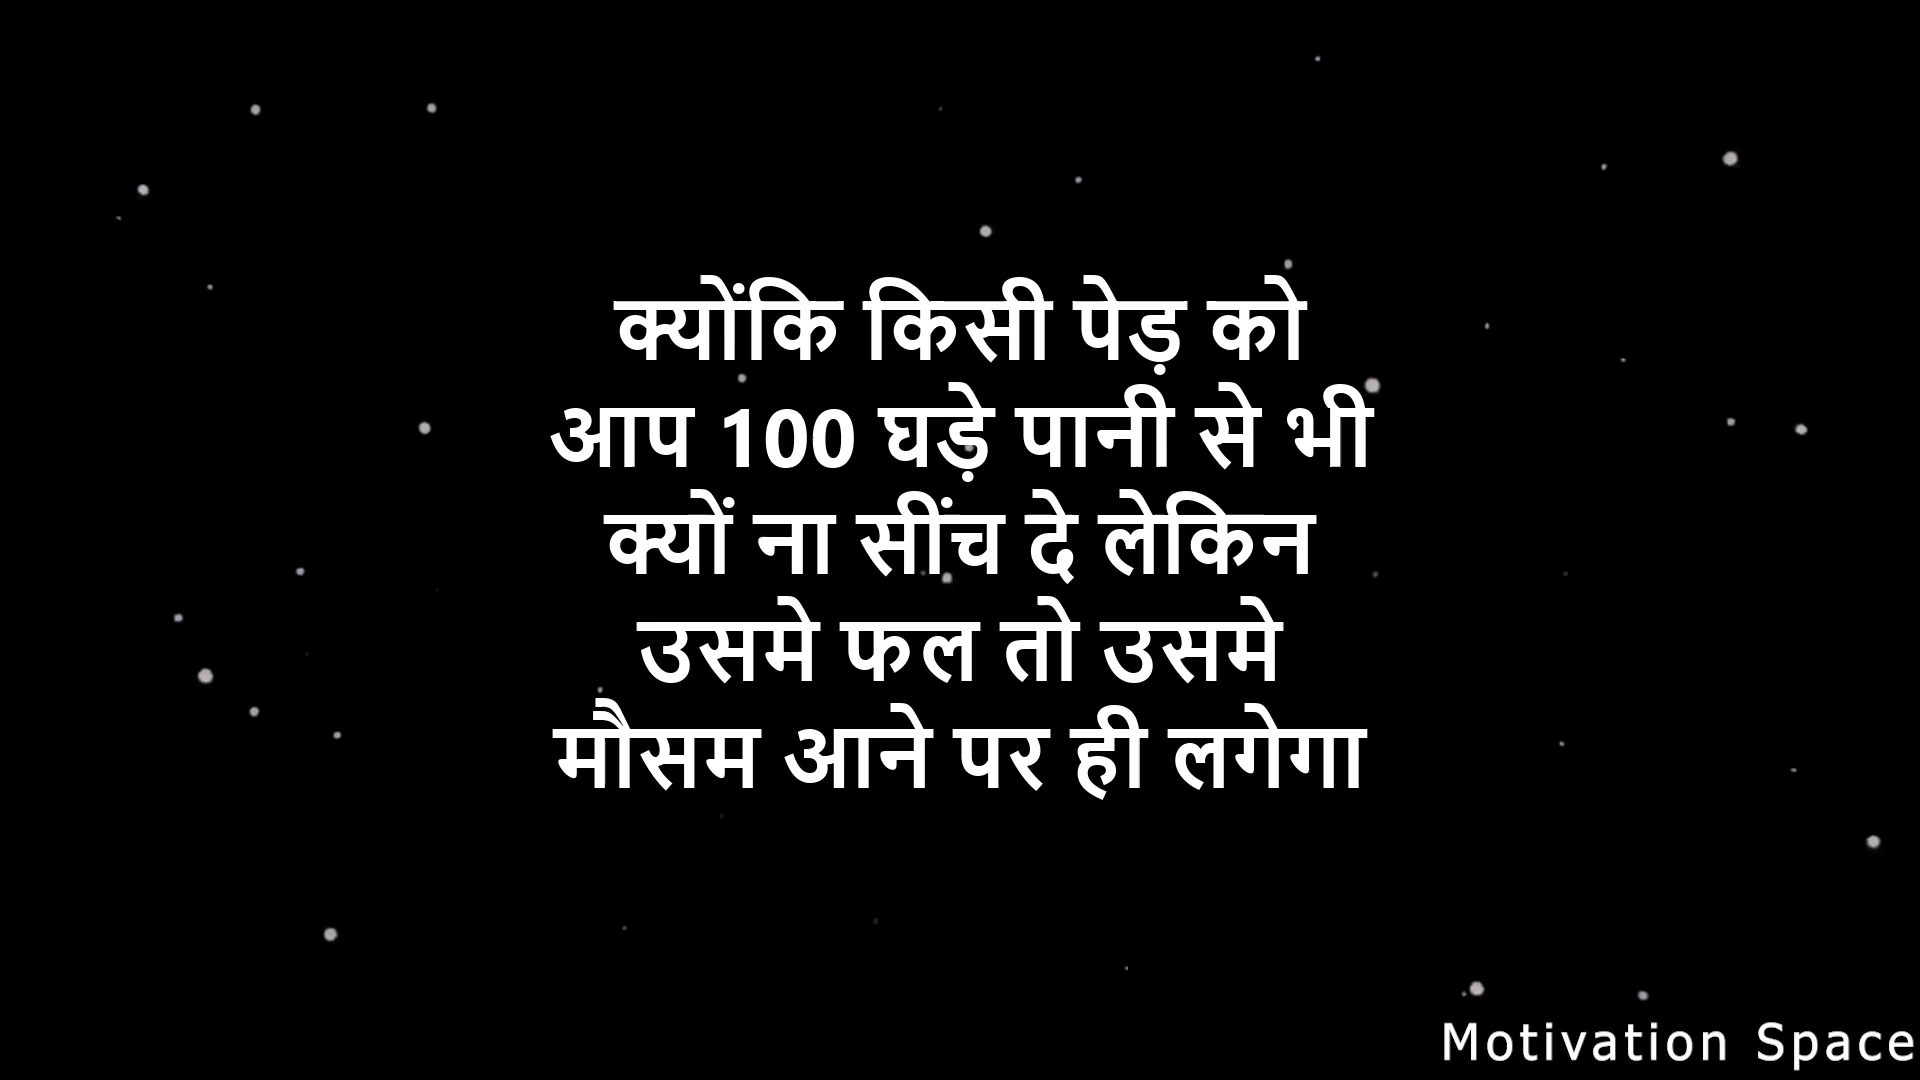 क्योंकि किसी पेड़ को
आप 100 घड़े पानी से भी
क्यों ना सींच दे लेकिन
उसमे फल तो उसमे
मौसम आने पर ही लगेगा
Motivation Space